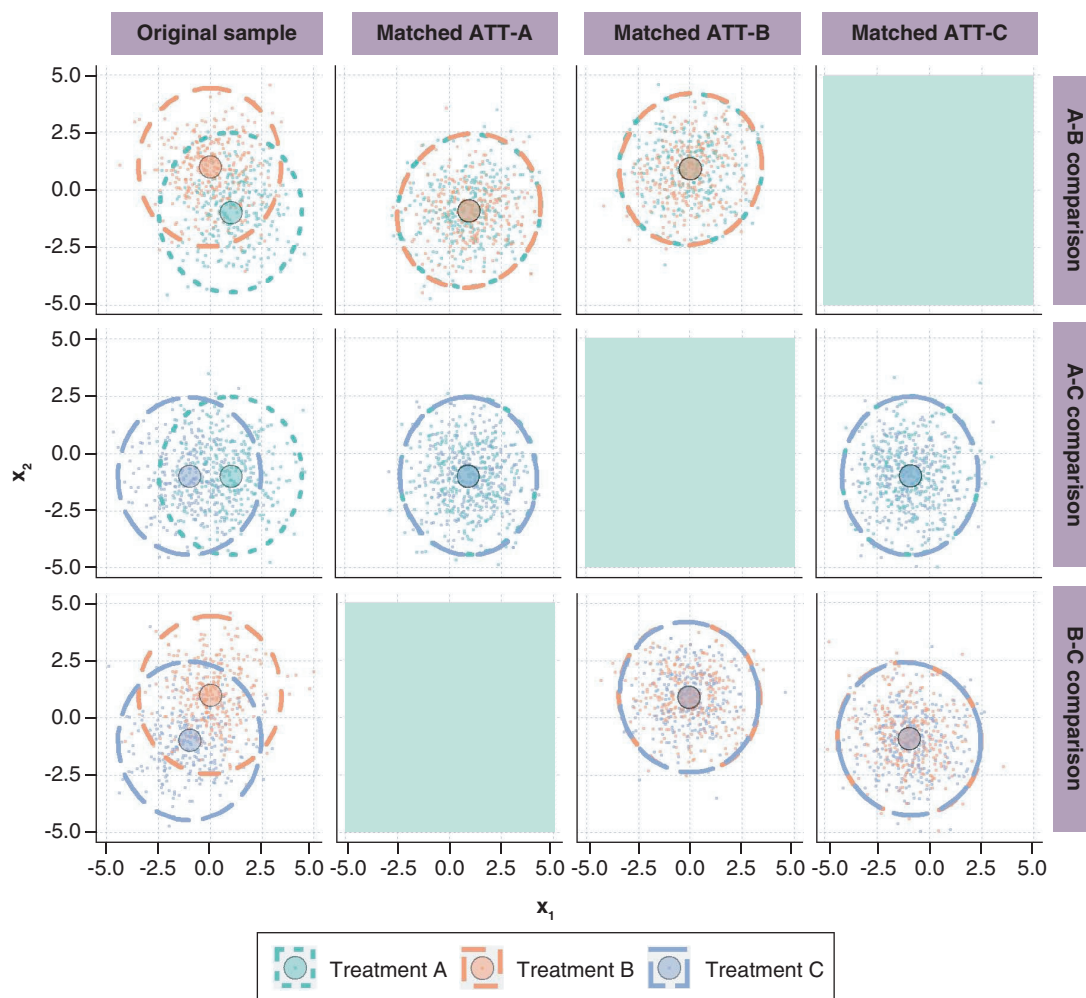 Original sample
Matched ATT-A
Matched ATT-B
Matched ATT-C
5.0
2.5
0.0
-2.5
-5.0
A-B comparison
5.0
2.5
0.0
-2.5
-5.0
A-C comparison
x2
5.0
2.5
0.0
-2.5
-5.0
B-C comparison
-5.0 -2.5 0.0 2.5 5.0 -5.0 -2.5 0.0 2.5 5.0 -5.0 -2.5 0.0 2.5 5.0 -5.0 -2.5 0.0 2.5 5.0
x1
Treatment A
Treatment B
Treatment C